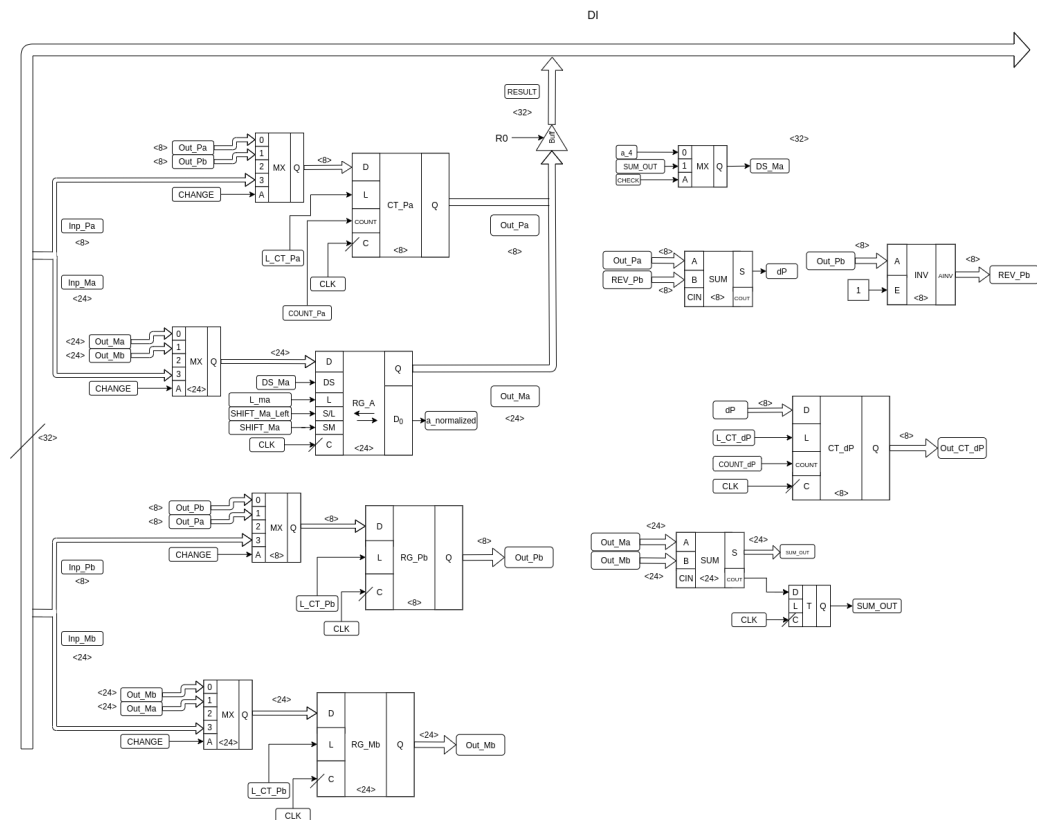 DI
RESULT
<32>
R0
Buff
<8>
Out_Pa
<8>
Out_Pb
0
1
2
3
A
MX
Q
CHANGE
<8>
D
L
COUNT
C
CT_Pa
<8>
Q
L_CT_Pa
CLK
COUNT_Pa
Out_Pa
<8>
Inp_Pa
<8>
Inp_Ma
<24>
<24>
Out_Ma
<24>
Out_Mb
0
1
2
3
A
MX
<24>
Q
CHANGE
<24>
DS_Ma
L_ma
SHIFT_Ma_Left
SHIFT_Ma
CLK
D
DS
L
S/L
SM
C
RG_A
<24>
Q
D0
a_normalized
Out_Ma
<24>
<32>
<8>
Out_Pb
<8>
Out_Pa
0
1
2
3
A
MX
<8>
Q
CHANGE
<8>
D
L
C
RG_Pb
<8>
Q
<8>
Out_Pb
L_CT_Pb
CLK
Inp_Pb
<8>
Inp_Mb
<24>
<24>
Out_Mb
<24>
Out_Ma
0
1
2
3
A
MX
<24>
Q
CHANGE
<24>
D
L
C
RG_Mb
<24>
Q
<24>
Out_Mb
L_CT_Pb
CLK
<32>
a_4
SUM_OUT
CHECK
0
1
A
MX
Q
DS_Ma
Out_Pa
<8>
REV_Pb
<8>
A
B
CIN
SUM
<8>
S
COUT
dP
Out_Pb
<8>
1
A
E
INV
<8>
AINV
<8>
REV_Pb
dP
<8>
L_CT_dP
COUNT_dP
CLK
D
L
COUNT
C
CT_dP
<8>
Q
<8>
Out_CT_dP
<24>
Out_Ma
Out_Mb
<24>
A
B
CIN
SUM
<24>
S
COUT
<24>
SUM_OUT
CLK
D
L
C
T
Q
SUM_OUT